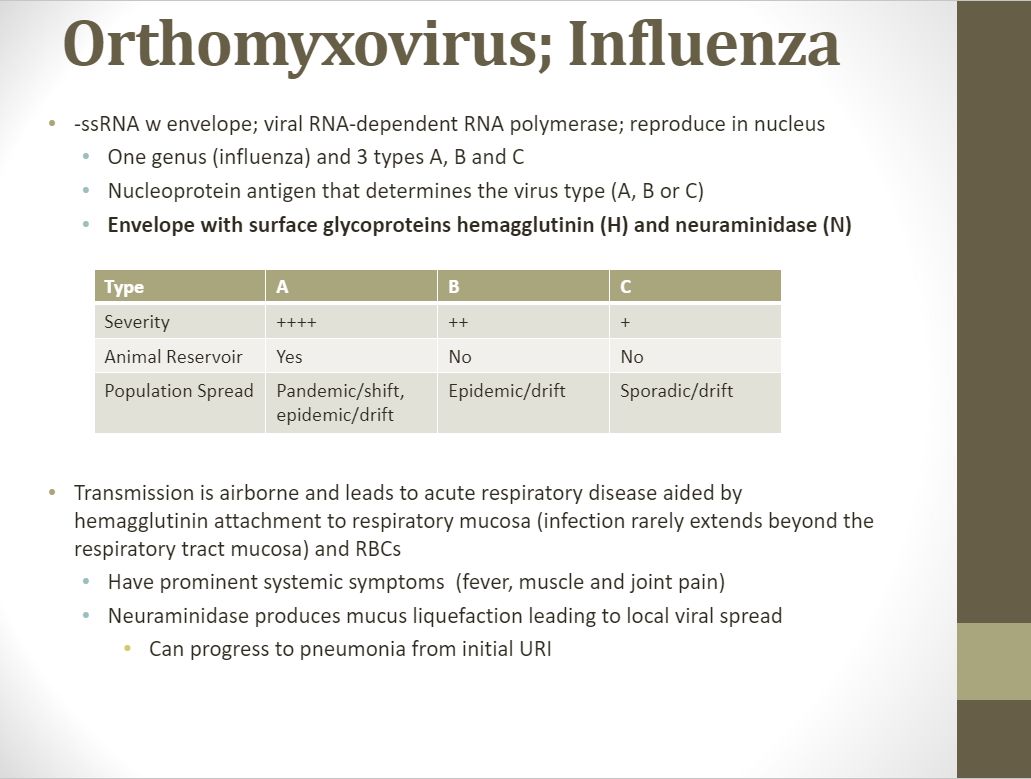 Orthomyxovirus; Influenza
• -ssRNA w envelope; viral RNA-dependent RNA polymerase; reproduce in nucleus
• One genus (influenza) and 3 types A, B and C
• Nucleoprotein antigen that determines the virus type (A, B or C)
• Envelope with surface glycoproteins hemagglutinin (H) and neuraminidase (N)
Type A B C
Severity ++++ ++ +
Animal Reservoir Yes No No
Population Spread Pandemic/shift, Epidemic/drift Sporadic/drift
epidemic/drift
• Transmission is airborne and leads to acute respiratory disease aided by
hemagglutinin attachment to respiratory mucosa (infection rarely extends beyond the
respiratory tract mucosa) and RBCs
• Have prominent systemic symptoms (fever, muscle and joint pain)
• Neuraminidase produces mucus liquefaction leading to local viral spread
• Can progress to pneumonia from initial URI